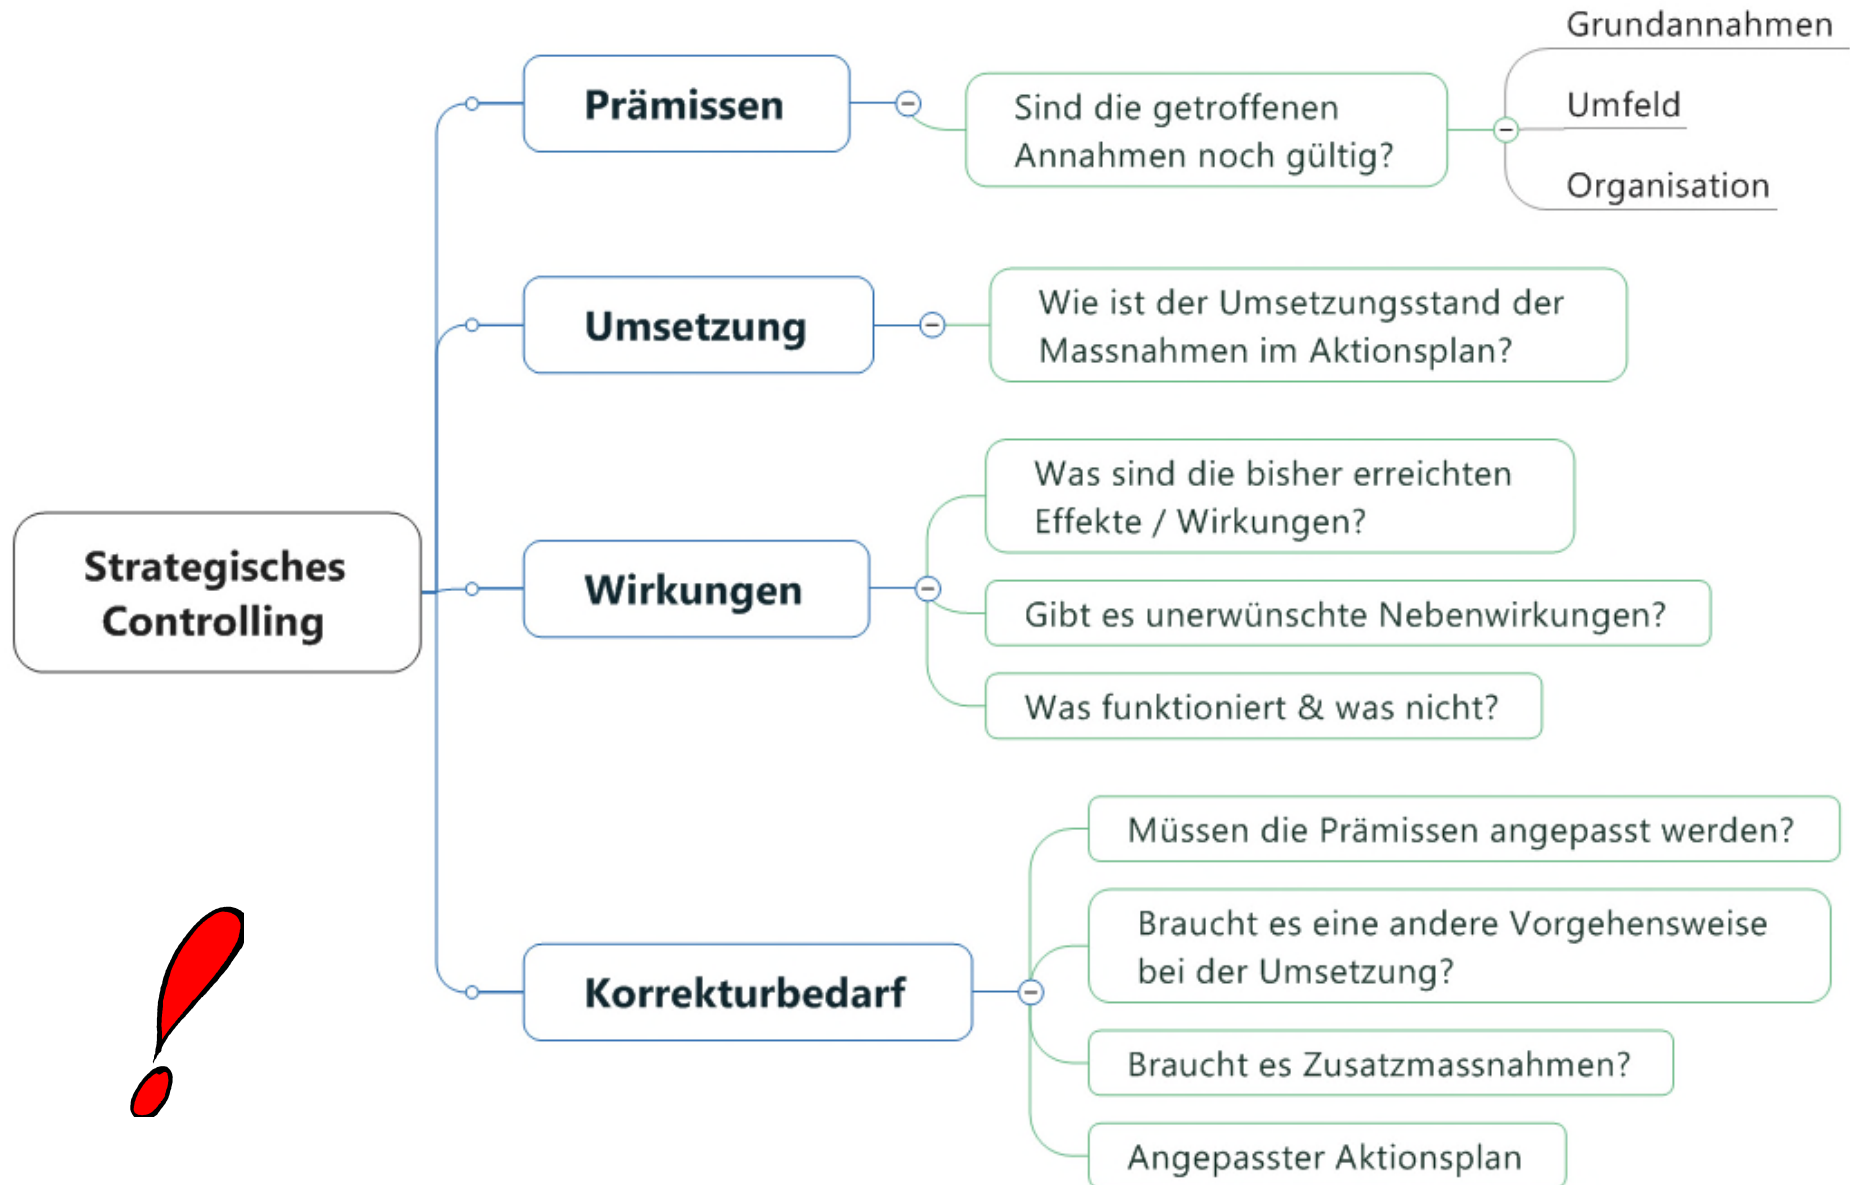 Strategisches
Controlling
Prämissen
Sind die getroffenen
Annahmen noch gültig?
Grundannahmen
Umfeld
Organisation
Umsetzung
Wie ist der Umsetzungsstand der
Massnahmen im Aktionsplan?
Wirkungen
Was sind die bisher erreichten
Effekte / Wirkungen?
Gibt es unerwünschte Nebenwirkungen?
Was funktioniert & was nicht?
Korrekturbedarf
Müssen die Prämissen angepasst werden?
Braucht es eine andere Vorgehensweise
bei der Umsetzung?
Braucht es Zusatzmassnahmen?
Angepasster Aktionsplan